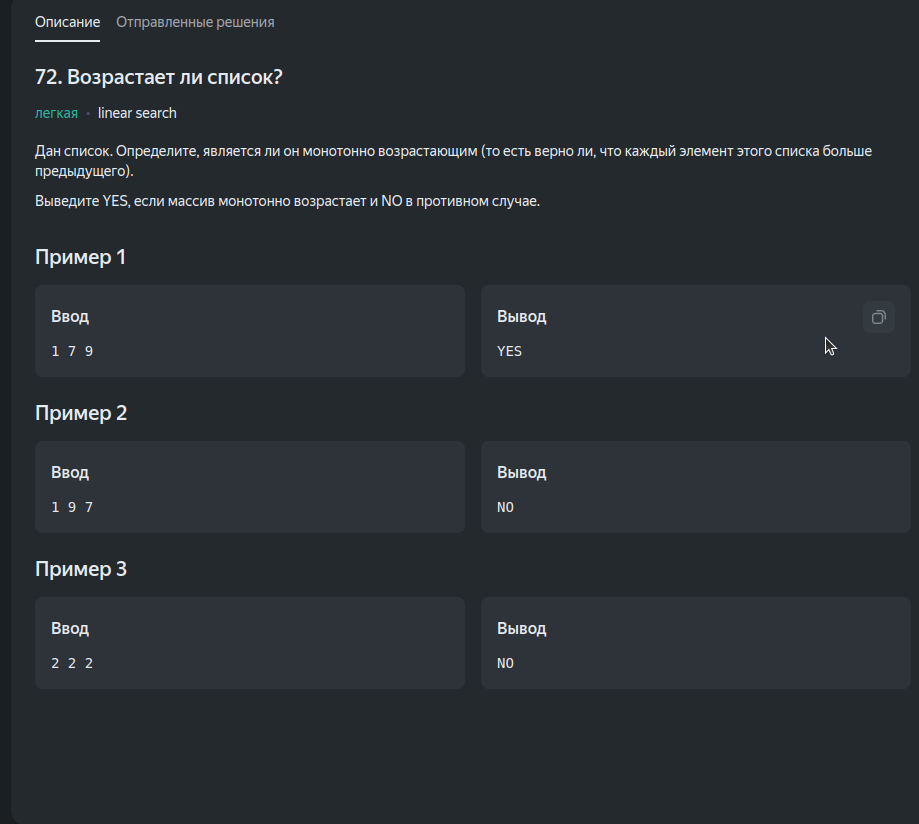 Описание Отправленные решения
72. Возрастает ли список?
легкая · linear search
Дан список. Определите, является ли он монотонно возрастающим (то есть верно ли, что каждый элемент этого списка больше
предыдущего).
Выведите YES, если массив монотонно возрастает и NO в противном случае.
Пример 1
Ввод
1 7 9
Вывод
YES
Пример 2
Ввод
1 9 7
Вывод
NO
Пример 3
Ввод
2 2 2
Вывод
NO